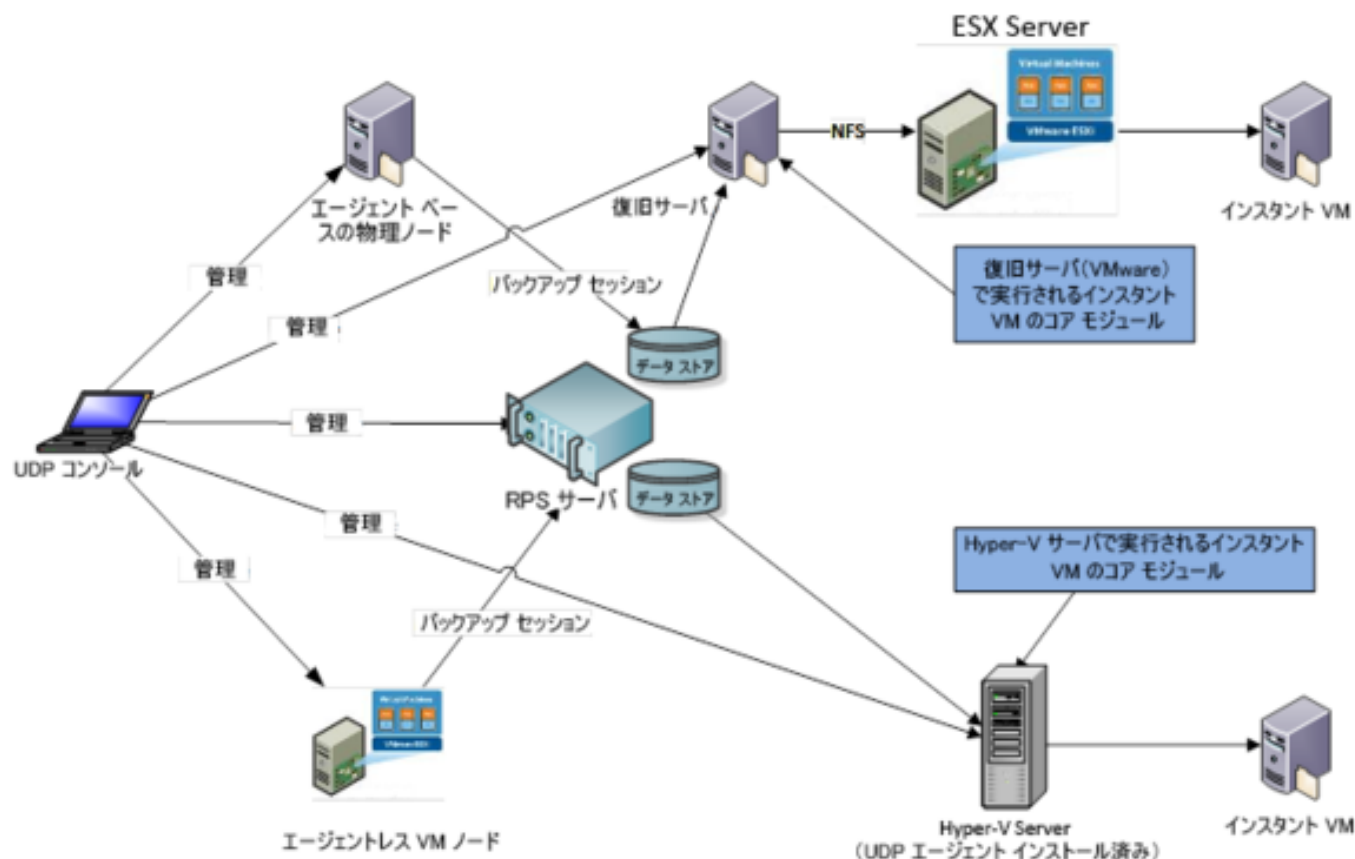 ESX Server
Virtual Machines
VMware ESXi
NFS
エージェント ベー
スの物理ノード
復旧サーバ
インスタント VM
管理
バックアップ セッション
復旧サーバ(VMware)
で実行されるインスタント
VM のコア モジュール
管理
データ ストア
管理
UDP コンソール
RPS サーバ
データ ストア
管理
Hyper-V サーバで実行されるインスタント
VM のコア モジュール
管理
バックアップ セッション
エージェントレス VM ノード
Hyper-V Server
(UDP エージェント インストール済み)
インスタント VM